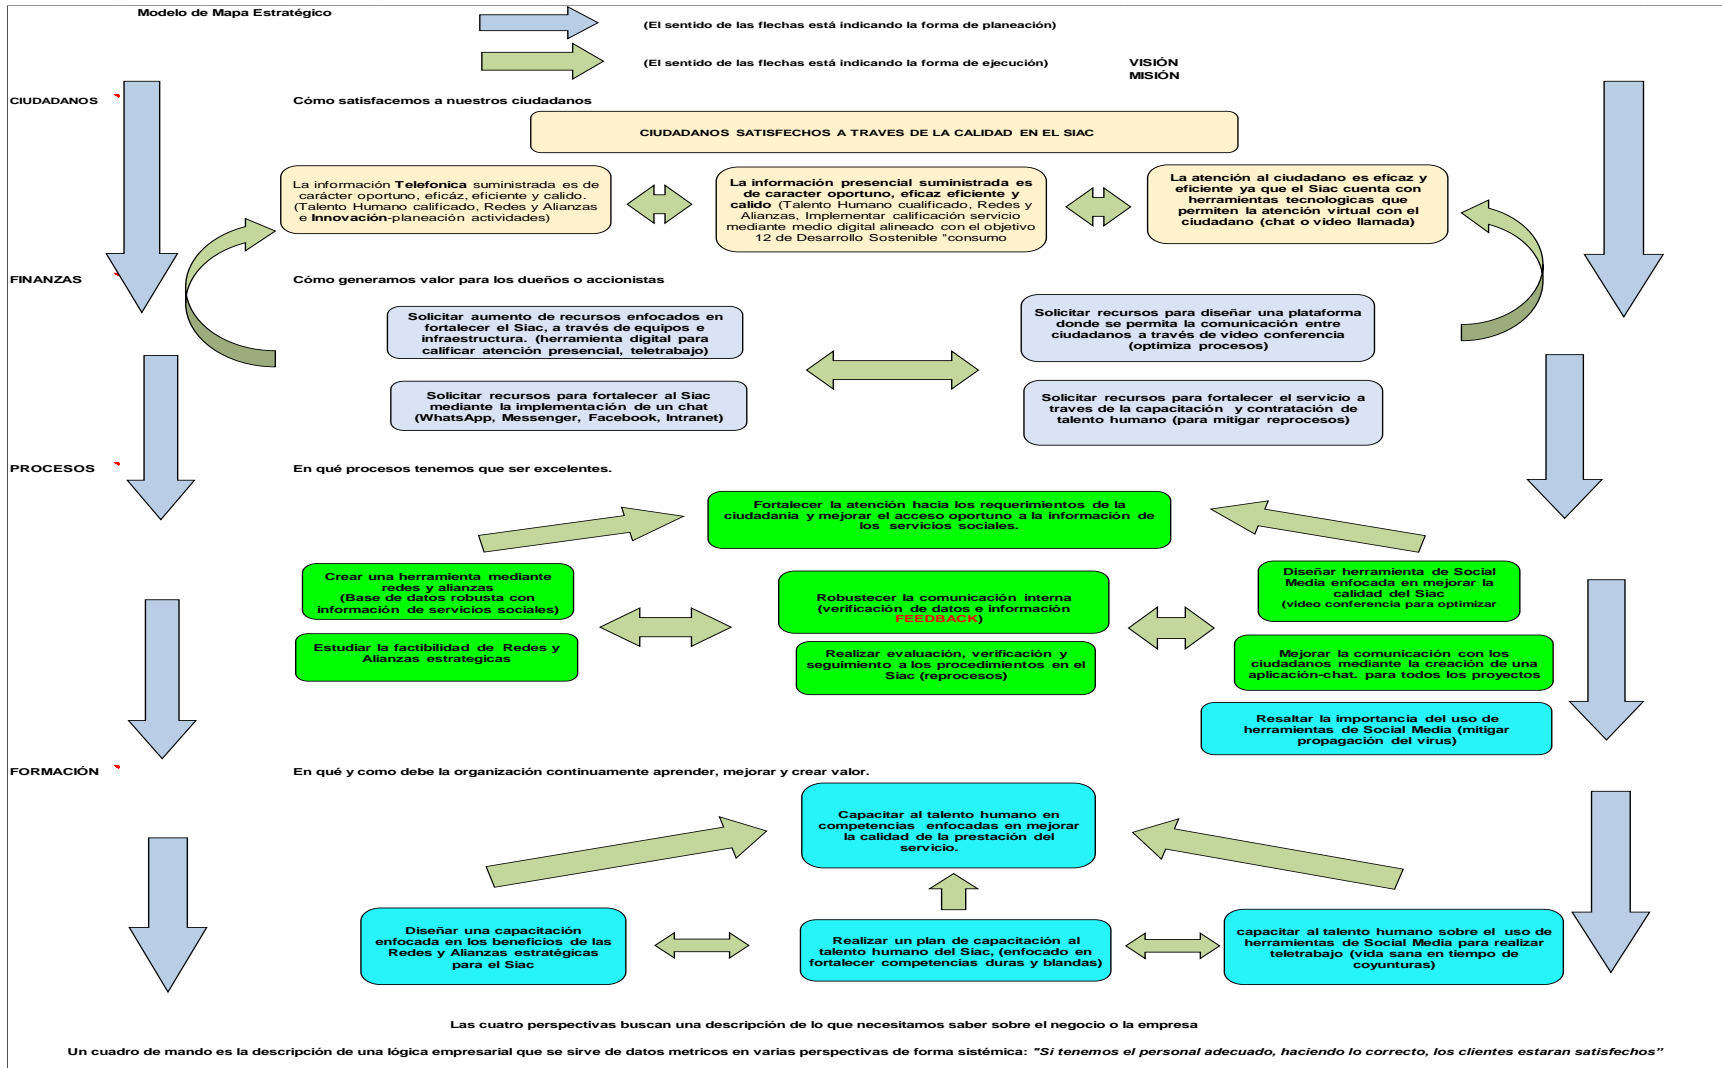 Modelo de Mapa Estratégico
(El sentido de las flechas está indicando la forma de planeación)
(El sentido de las flechas está indicando la forma de ejecución)
VISIÓN
MISIÓN
CIUDADANOS
Cómo satisfacemos a nuestros ciudadanos
CIUDADANOS SATISFECHOS A TRAVES DE LA CALIDAD EN EL SIAC
La información Telefonica suministrada es de
carácter oportuno, eficáz, eficiente y calido.
(Talento Humano calificado, Redes y Alianzas
e Innovación-planeación actividades)
La información presencial suministrada es
de caracter oportuno, eficaz eficiente y
calido (Talento Humano cualificado, Redes y
Alianzas, Implementar calificación servicio
mediante medio digital alineado con el objetivo
12 de Desarrollo Sostenible "consumo
La atención al ciudadano es eficaz y
eficiente ya que el Siac cuenta con
herramientas tecnologicas que
permiten la atención virtual con el
ciudadano (chat o video llamada)
FINANZAS
Cómo generamos valor para los dueños o accionistas
Solicitar aumento de recursos enfocados en
fortalecer el Siac, a través de equipos e
infraestructura. (herramienta digital para
calificar atención presencial, teletrabajo)
Solicitar recursos para diseñar una plataforma
donde se permita la comunicación entre
ciudadanos a través de video conferencia
(optimiza procesos)
Solicitar recursos para fortalecer al Siac
mediante la implementación de un chat
(WhatsApp, Messenger, Facebook, Intranet)
Solicitar recursos para fortalecer el servicio a
traves de la capacitación y contratación de
talento humano (para mitigar reprocesos)
PROCESOS
En qué procesos tenemos que ser excelentes.
Fortalecer la atención hacia los requerimientos de la
ciudadania y mejorar el acceso oportuno a la información de
los servicios sociales.
Crear una herramienta mediante
redes y alianzas
(Base de datos robusta con
información de servicios sociales)
Robustecer la comunicación interna
(verificación de datos e información
FEEDBACK)
Diseñar herramienta de Social
Media enfocada en mejorar la
calidad del Siac
(video conferencia para optimizar
Estudiar la factibilidad de Redes y
Alianzas estrategicas
Realizar evaluación, verificación y
seguimiento a los procedimientos en el
Siac (reprocesos)
Mejorar la comunicación con los
ciudadanos mediante la creación de una
aplicación-chat. para todos los proyectos
Resaltar la importancia del uso de
herramientas de Social Media (mitigar
propagación del virus)
FORMACIÓN
En qué y como debe la organización continuamente aprender, mejorar y crear valor.
Capacitar al talento humano en
competencias enfocadas en mejorar
la calidad de la prestación del
servicio.
Diseñar una capacitación
enfocada en los beneficios de las
Redes y Alianzas estratégicas
para el Siac
Realizar un plan de capacitación al
talento humano del Siac, (enfocado en
fortalecer competencias duras y blandas)
capacitar al talento humano sobre el uso de
herramientas de Social Media para realizar
teletrabajo (vida sana en tiempo de
coyunturas)
Las cuatro perspectivas buscan una descripción de lo que necesitamos saber sobre el negocio o la empresa
Un cuadro de mando es la descripción de una lógica empresarial que se sirve de datos metricos en varias perspectivas de forma sistémica: "Si tenemos el personal adecuado, haciendo lo correcto, los clientes estaran satisfechos"